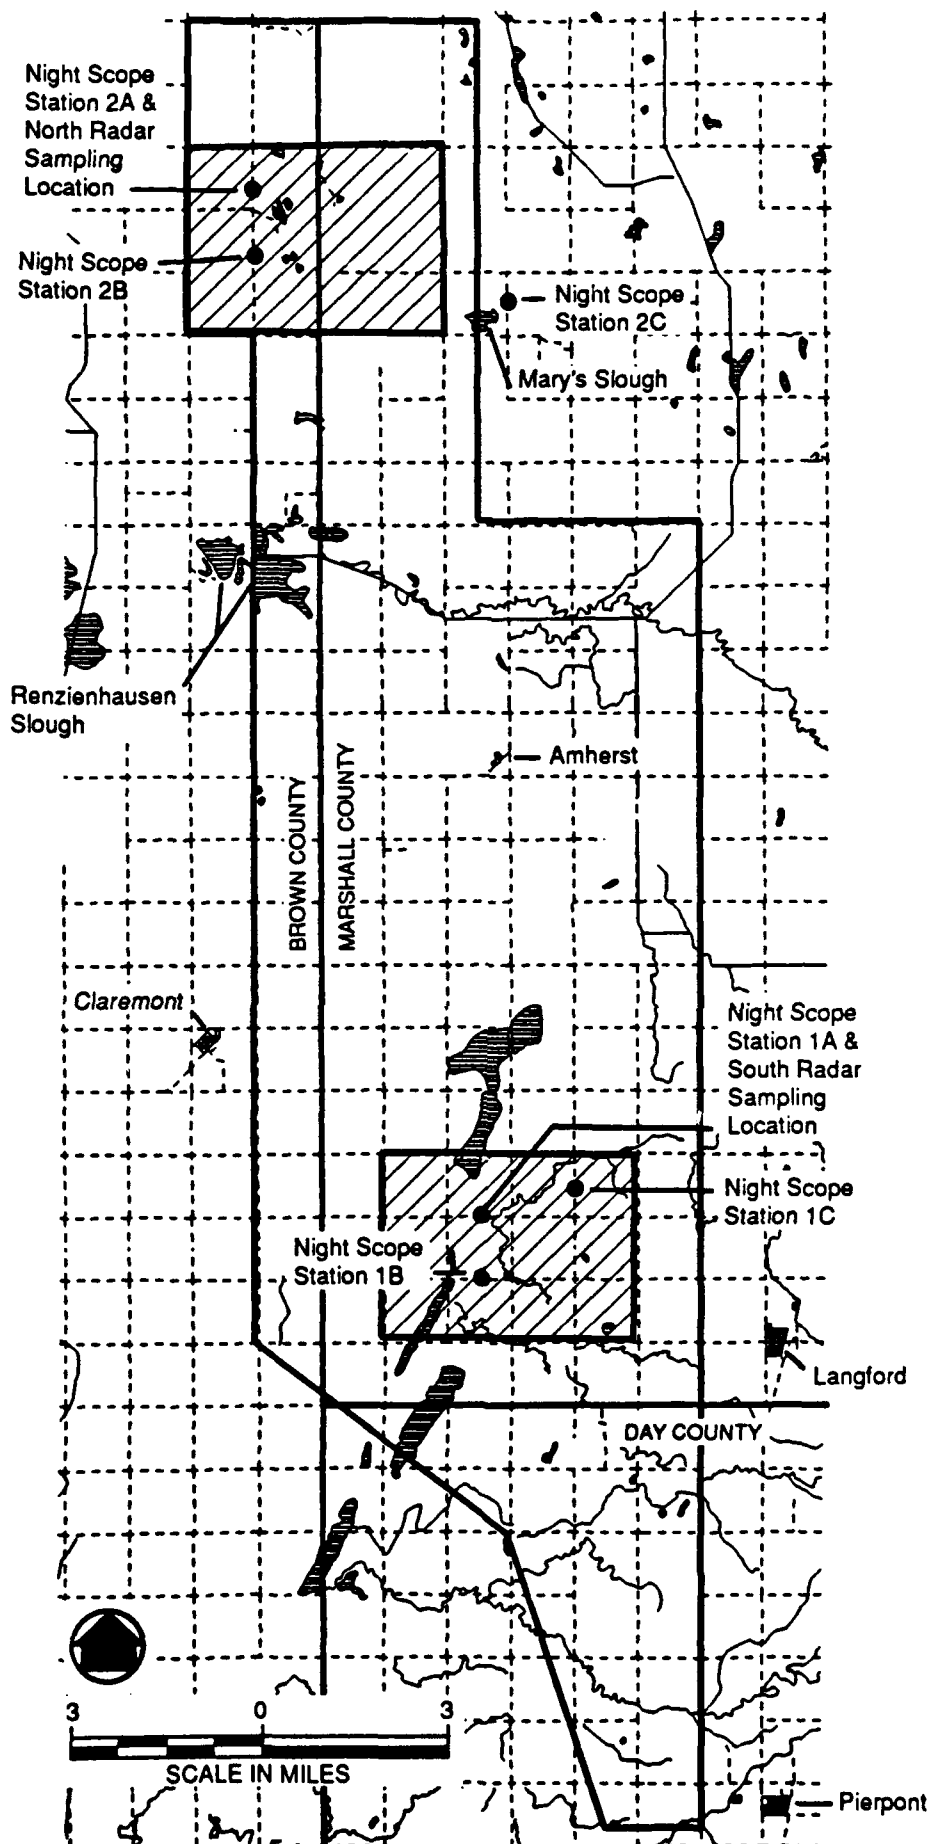 Night Scope
Station 2A &
North Radar
Sampling
Location
Night Scope
Station 2B
Night Scope
Station 2C
Mary's Slough
Renzienhausen
Slough
Amherst
BROWN COUNTY
MARSHALL COUNTY
Claremont
Night Scope
Station 1A &
South Radar
Sampling
Location
Night Scope
Station 1C
Night Scope
Station 1B
Langford
DAY COUNTY
3 0 3
SCALE IN MILES
Pierpont